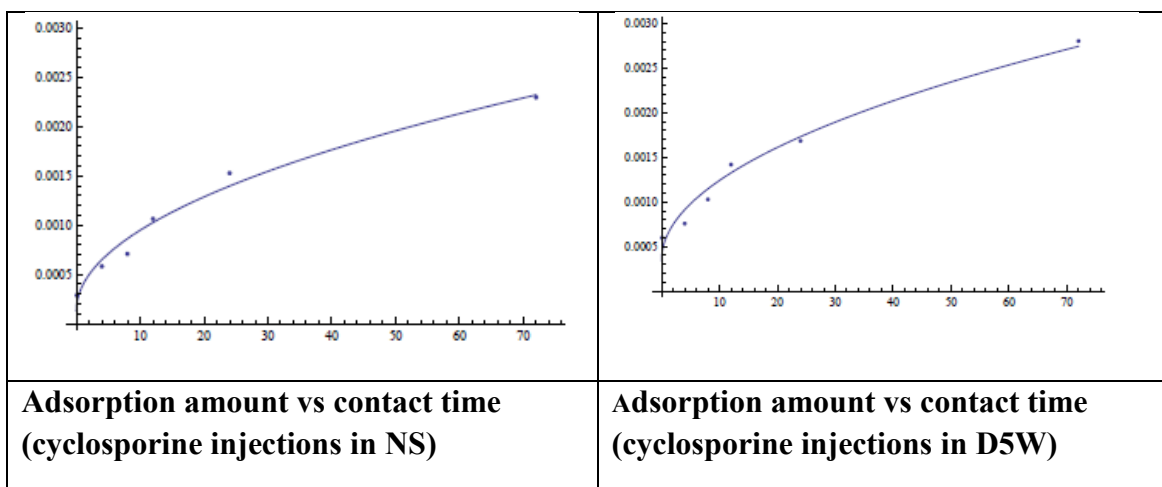 0.0030
0.0025
0.0020
0.0015
0.0010
0.0005
10 20 30 40 50 60 70
0.0030
0.0025
0.0020
0.0015
0.0010
0.0005
10 20 30 40 50 60 70
Adsorption amount vs contact time
(cyclosporine injections in NS)
Adsorption amount vs contact time
(cyclosporine injections in D5W)